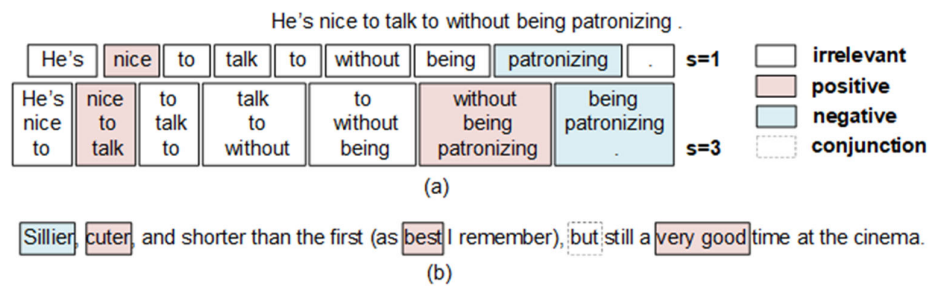 He's nice to talk to without being patronizing .
He's nice to talk to without being patronizing . s=1 irrelevant
positive
He's nice to talk to without being
nice to talk to without being patronizing negative
to talk to without being patronizing . s=3 conjunction
(a)
Sillier, cuter, and shorter than the first (as best I remember), but still a very good time at the cinema.
(b)